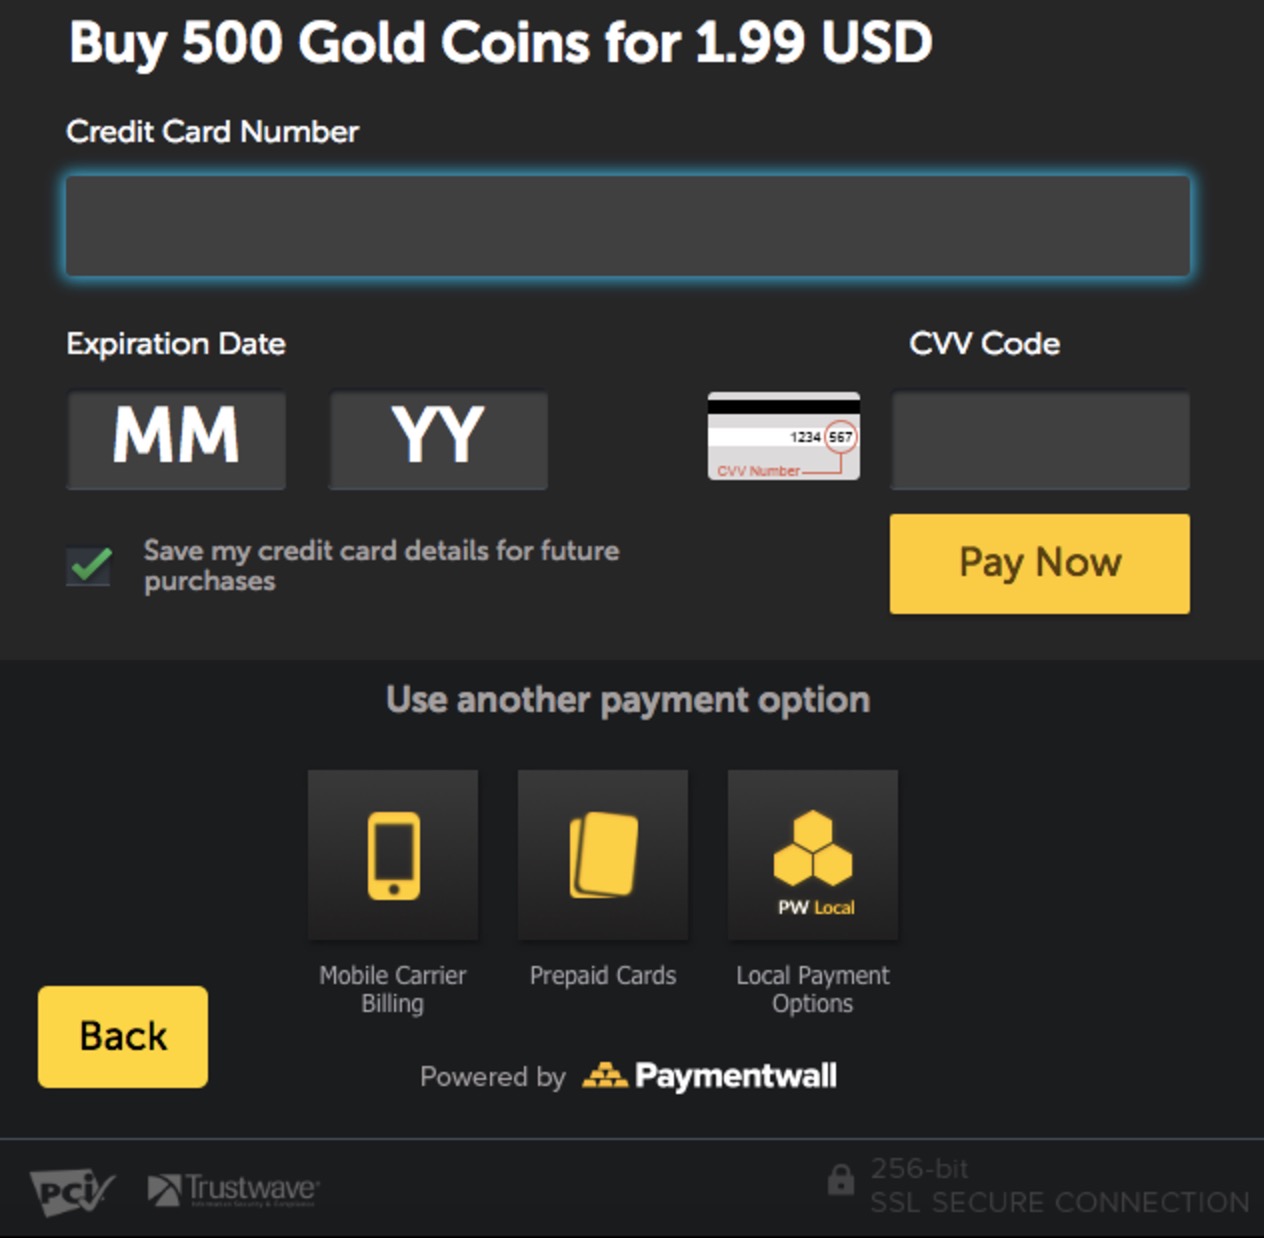 Buy 500 Gold Coins for 1.99 USD
Credit Card Number
Expiration Date
CVV Code
MM
YY
1234 567
CVV Number
Save my credit card details for future
purchases
Pay Now
Use another payment option
PW Local
Mobile Carrier
Billing
Prepaid Cards
Local Payment
Options
Back
Powered by Paymentwall
PCi
Trustwave
256-bit
SSL SECURE CONNECTION